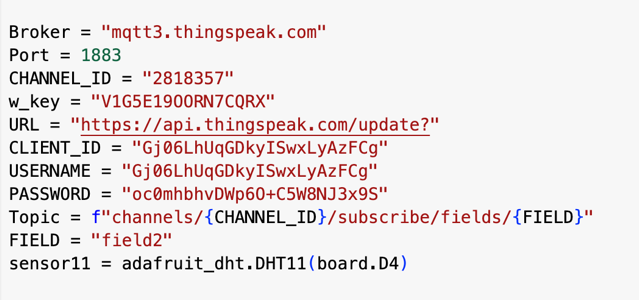 Broker = "mqtt3.thingspeak.com"
Port = 1883
CHANNEL_ID = "2818357"
w_key = "V1G5E19OORN7CQRX"
URL = "https://api.thingspeak.com/update?"
CLIENT_ID = "Gj06LhUqGDkyISwxLyAzFCg"
USERNAME = "Gj06LhUqGDkyISwxLyAzFCg"
PASSWORD = "oc0mhbhvDWp6O+C5W8NJ3x9S"
Topic = f"channels/{CHANNEL_ID}/subscribe/fields/{FIELD}"
FIELD = "field2"
sensor11 = adafruit_dht.DHT11(board.D4)